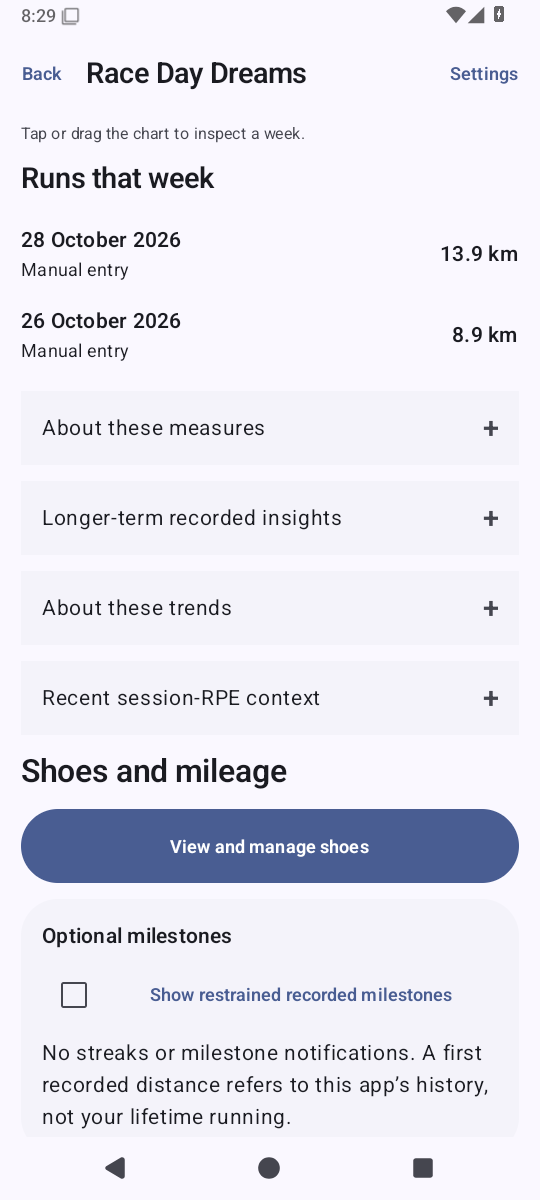 8:29
Back Race Day Dreams Settings
Tap or drag the chart to inspect a week.
Runs that week
28 October 2026
Manual entry
13.9 km
26 October 2026
Manual entry
8.9 km
About these measures +
Longer-term recorded insights +
About these trends +
Recent session-RPE context +
Shoes and mileage
View and manage shoes
Optional milestones
Show restrained recorded milestones
No streaks or milestone notifications. A first
recorded distance refers to this app’s history,
not your lifetime running.